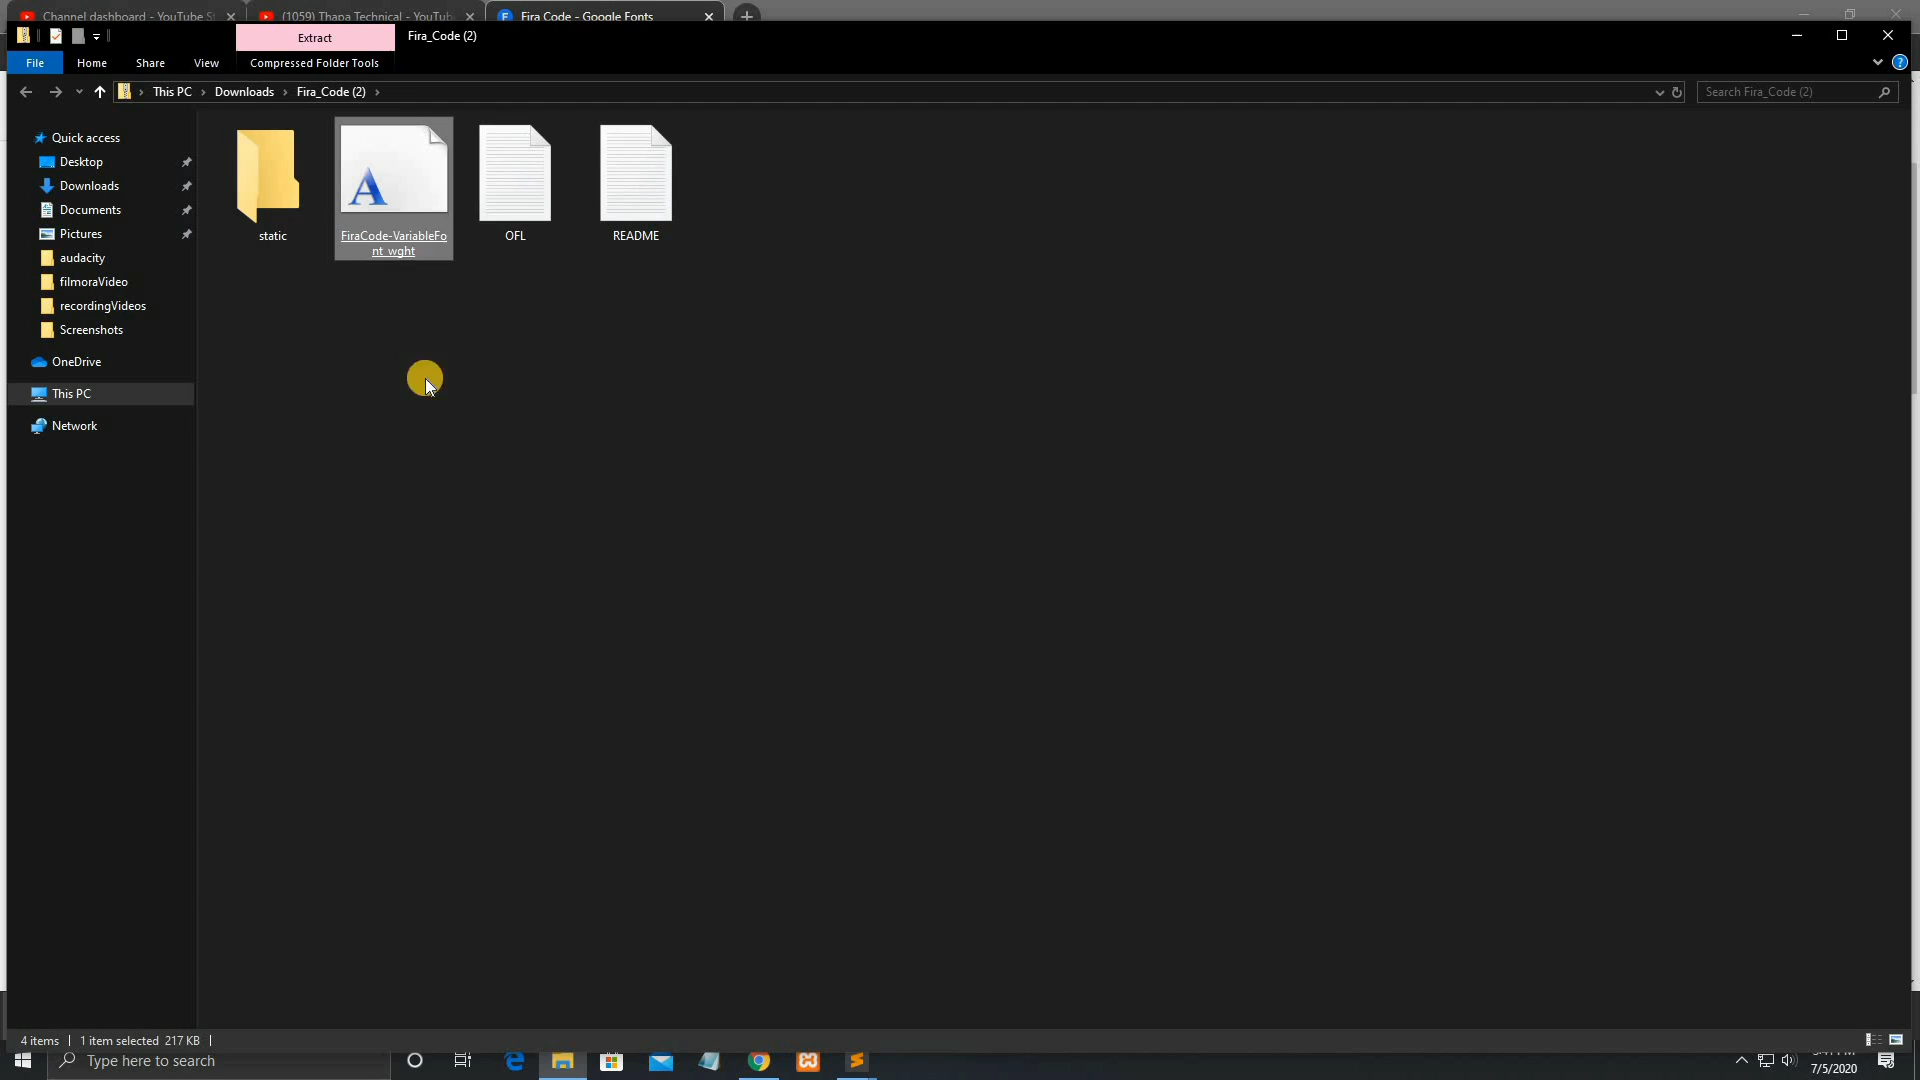 Channel dashboard - YouTube St
(1059) Thapa Technical - YouTub
Fira Code - Google Fonts
Extract
Fira_Code (2)
File
Home
Share
View
Compressed Folder Tools
This PC
Downloads
Fira_Code (2)
Search Fira_Code (2)
Quick access
Desktop
Downloads
Documents
Pictures
audacity
filmoraVideo
recordingVideos
Screenshots
OneDrive
This PC
Network
static
FiraCode-VariableFo
nt_wght
OFL
README
4 items
1 item selected 217 KB
Type here to search
7/5/2020